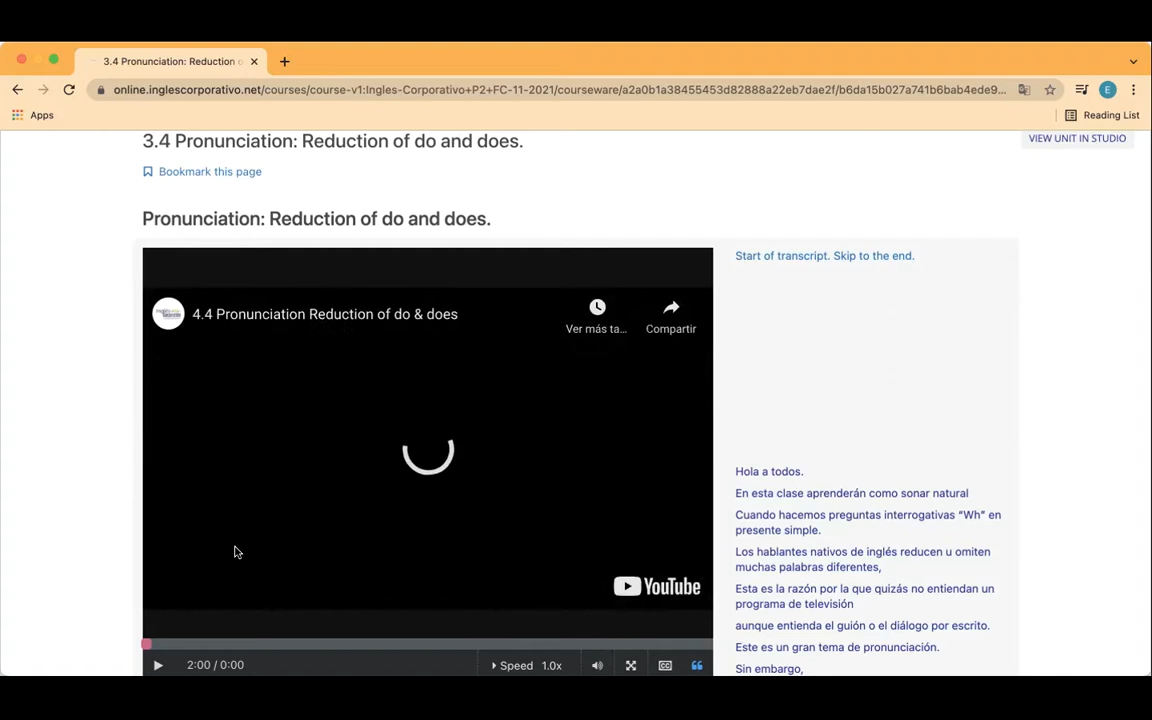 3.4 Pronunciation: Reduction o
online.inglescorporativo.net/courses/course-v1:Ingles-Corporativo+P2+FC-11-2021/courseware/a2a0b1a38455453d82888a22eb7dae2f/b6da15b027a741b6bab4ede9...
E
Apps
Reading List
3.4 Pronunciation: Reduction of do and does.
VIEW UNIT IN STUDIO
Bookmark this page
Pronunciation: Reduction of do and does.
4.4 Pronunciation Reduction of do & does
Ver más ta...
Compartir
YouTube
2:00 / 0:00
Speed 1.0x
CC
Start of transcript. Skip to the end.
Hola a todos.
En esta clase aprenderán como sonar natural
Cuando hacemos preguntas interrogativas “Wh” en
presente simple.
Los hablantes nativos de inglés reducen u omiten
muchas palabras diferentes,
Esta es la razón por la que quizás no entiendan un
programa de televisión
aunque entienda el guión o el diálogo por escrito.
Este es un gran tema de pronunciación.
Sin embargo,